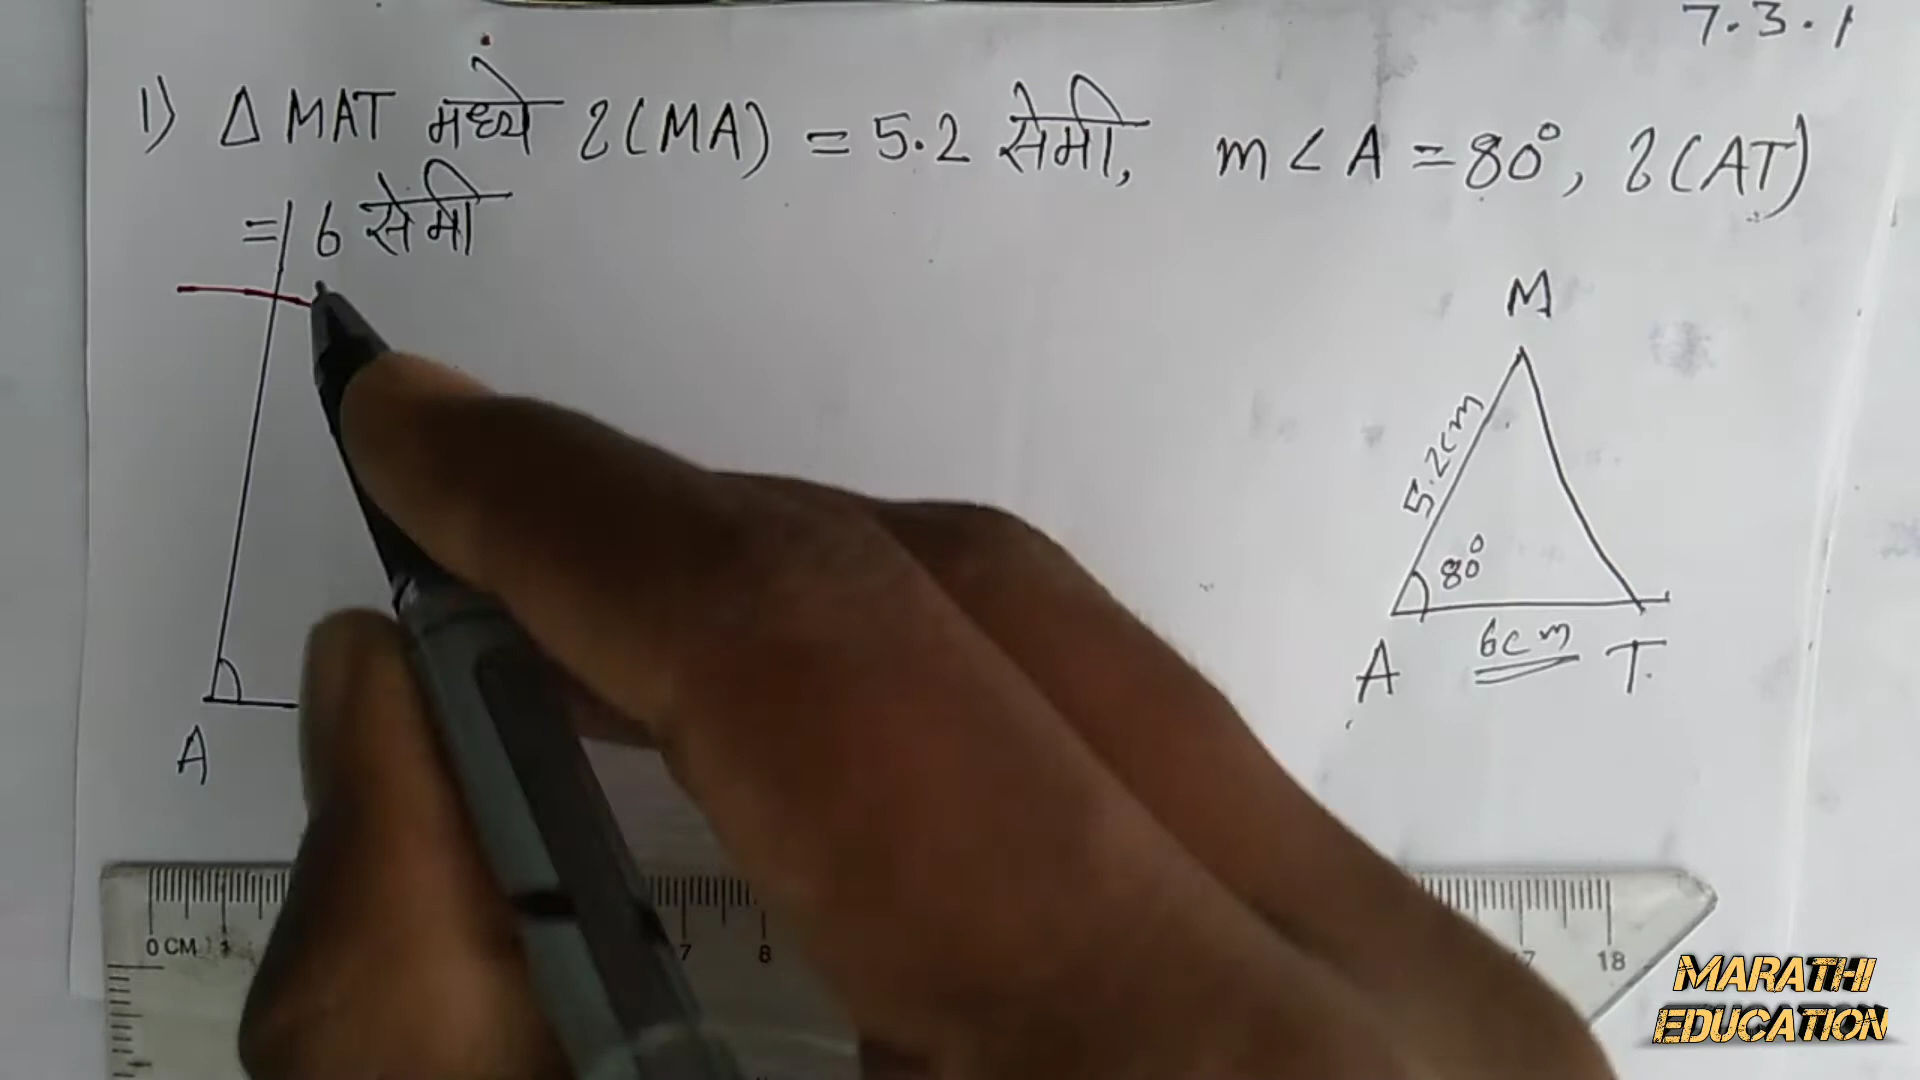 7.3.1
1) Δ MAT मध्ये l(MA) = 5.2 सेमी, m∠A = 80°, l(AT)
= 6 सेमी
M
5.2cm
80°
6cm
A T.
A
0 CM 1 7 8 17 18
MARATHI
EDUCATION